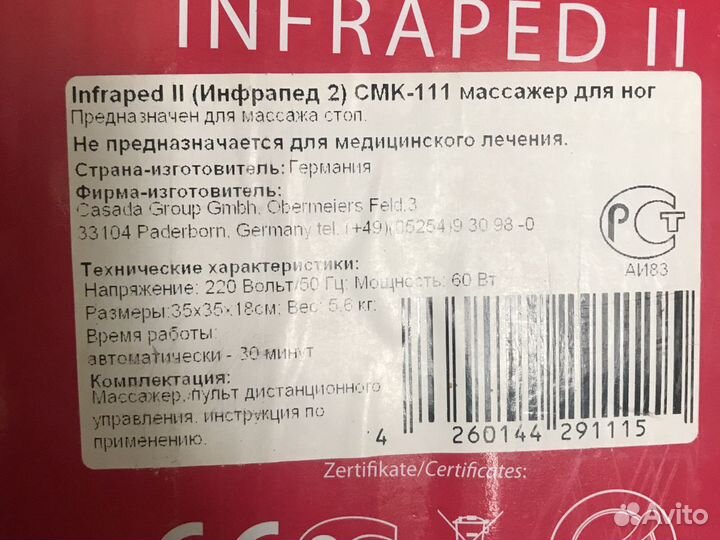 INFRAPED II
Infraped II (Инфрапед 2) СМК-111 массажер для ног
Предназначен для массажа стоп.
Не предназначается для медицинского лечения.
Страна-изготовитель: Германия
Фирма-изготовитель:
Casada Group Gmbh, Obermeiers Feld.3
33104 Paderborn, Germany tel. (+49)(05254)9 30 98 -0
РСТ
АИ83
Технические характеристики:
Напряжение: 220 Вольт/50 Гц; Мощность: 60 Вт
Размеры:35х35х18см; Вес: 5,6 кг;
Время работы:
автоматически - 30 минут
Комплектация:
Массажер, пульт дистанционного
управления, инструкция по
применению.
4 260144 291115
Zertifikate/Certificates:
Avito